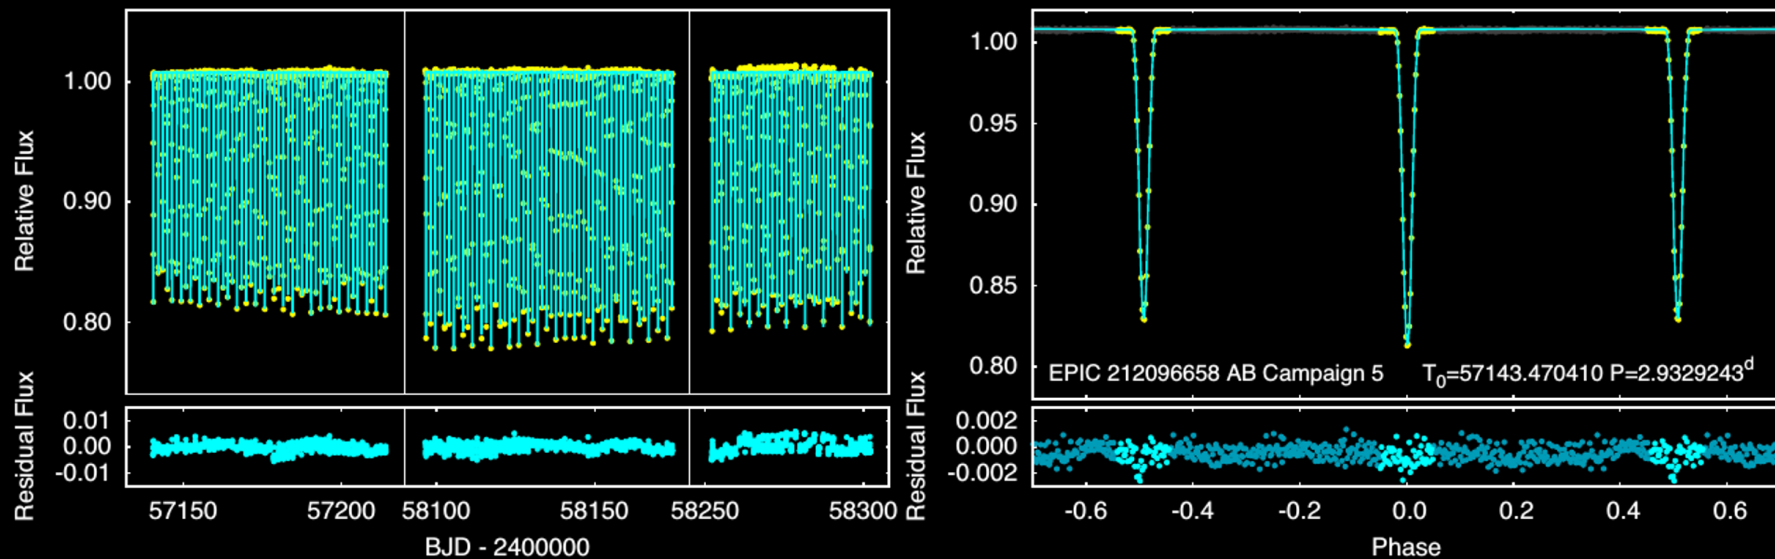 Relative Flux
1.00
0.90
0.80
Residual Flux
0.01
0.00
-0.01
57150 57200 58100 58150 58250 58300
BJD - 2400000
Relative Flux
1.00
0.95
0.90
0.85
0.80
EPIC 212096658 AB Campaign 5 T0=57143.470410 P=2.9329243d
Residual Flux
0.002
0.000
-0.002
-0.6 -0.4 -0.2 0.0 0.2 0.4 0.6
Phase